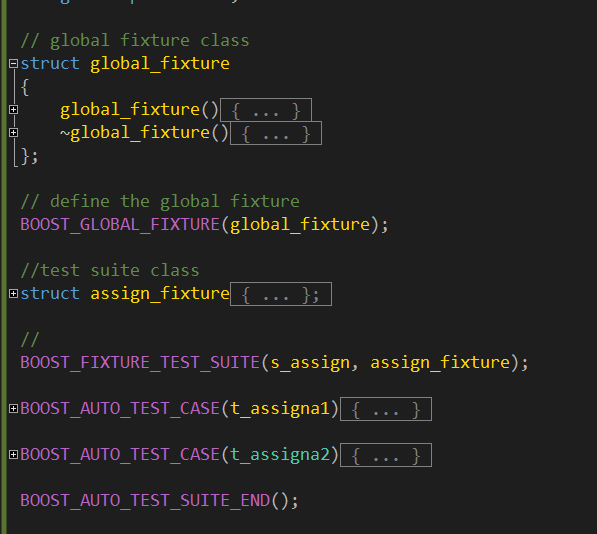 // global fixture class
struct global_fixture
{
global_fixture() { ... }
~global_fixture() { ... }
};
// define the global fixture
BOOST_GLOBAL_FIXTURE(global_fixture);
//test suite class
struct assign_fixture { ... };
//
BOOST_FIXTURE_TEST_SUITE(s_assign, assign_fixture);
BOOST_AUTO_TEST_CASE(t_assigna1) { ... }
BOOST_AUTO_TEST_CASE(t_assigna2) { ... }
BOOST_AUTO_TEST_SUITE_END();